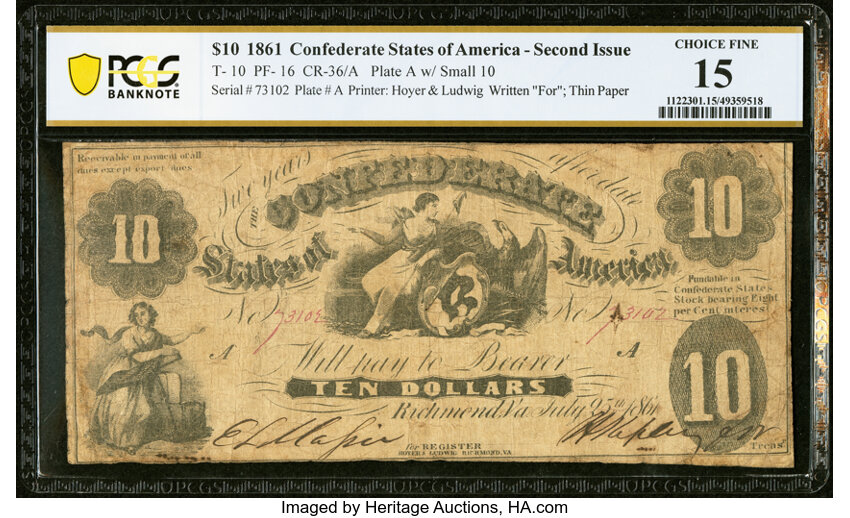 $10 1861 Confederate States of America - Second Issue
T- 10 PF- 16 CR-36/A Plate A w/ Small 10
Serial # 73102 Plate # A Printer: Hoyer & Ludwig Written "For"; Thin Paper
PCGS
BANKNOTE
CHOICE FINE
15
1122301.15/49359518
Receivable in payment of all
dues except export dues
Two years after date
THE CONFEDERATE
States of America
10
10
Fundable in
Confederate States
Stock bearing Eight
per Cent interest
No 73102
No 73102
C
A
A
Will pay to Bearer
TEN DOLLARS
10
Richmond, Va July 25th 1861
for REGISTER
HOYER & LUDWIG, RICHMOND, VA
Treas
Imaged by Heritage Auctions, HA.com